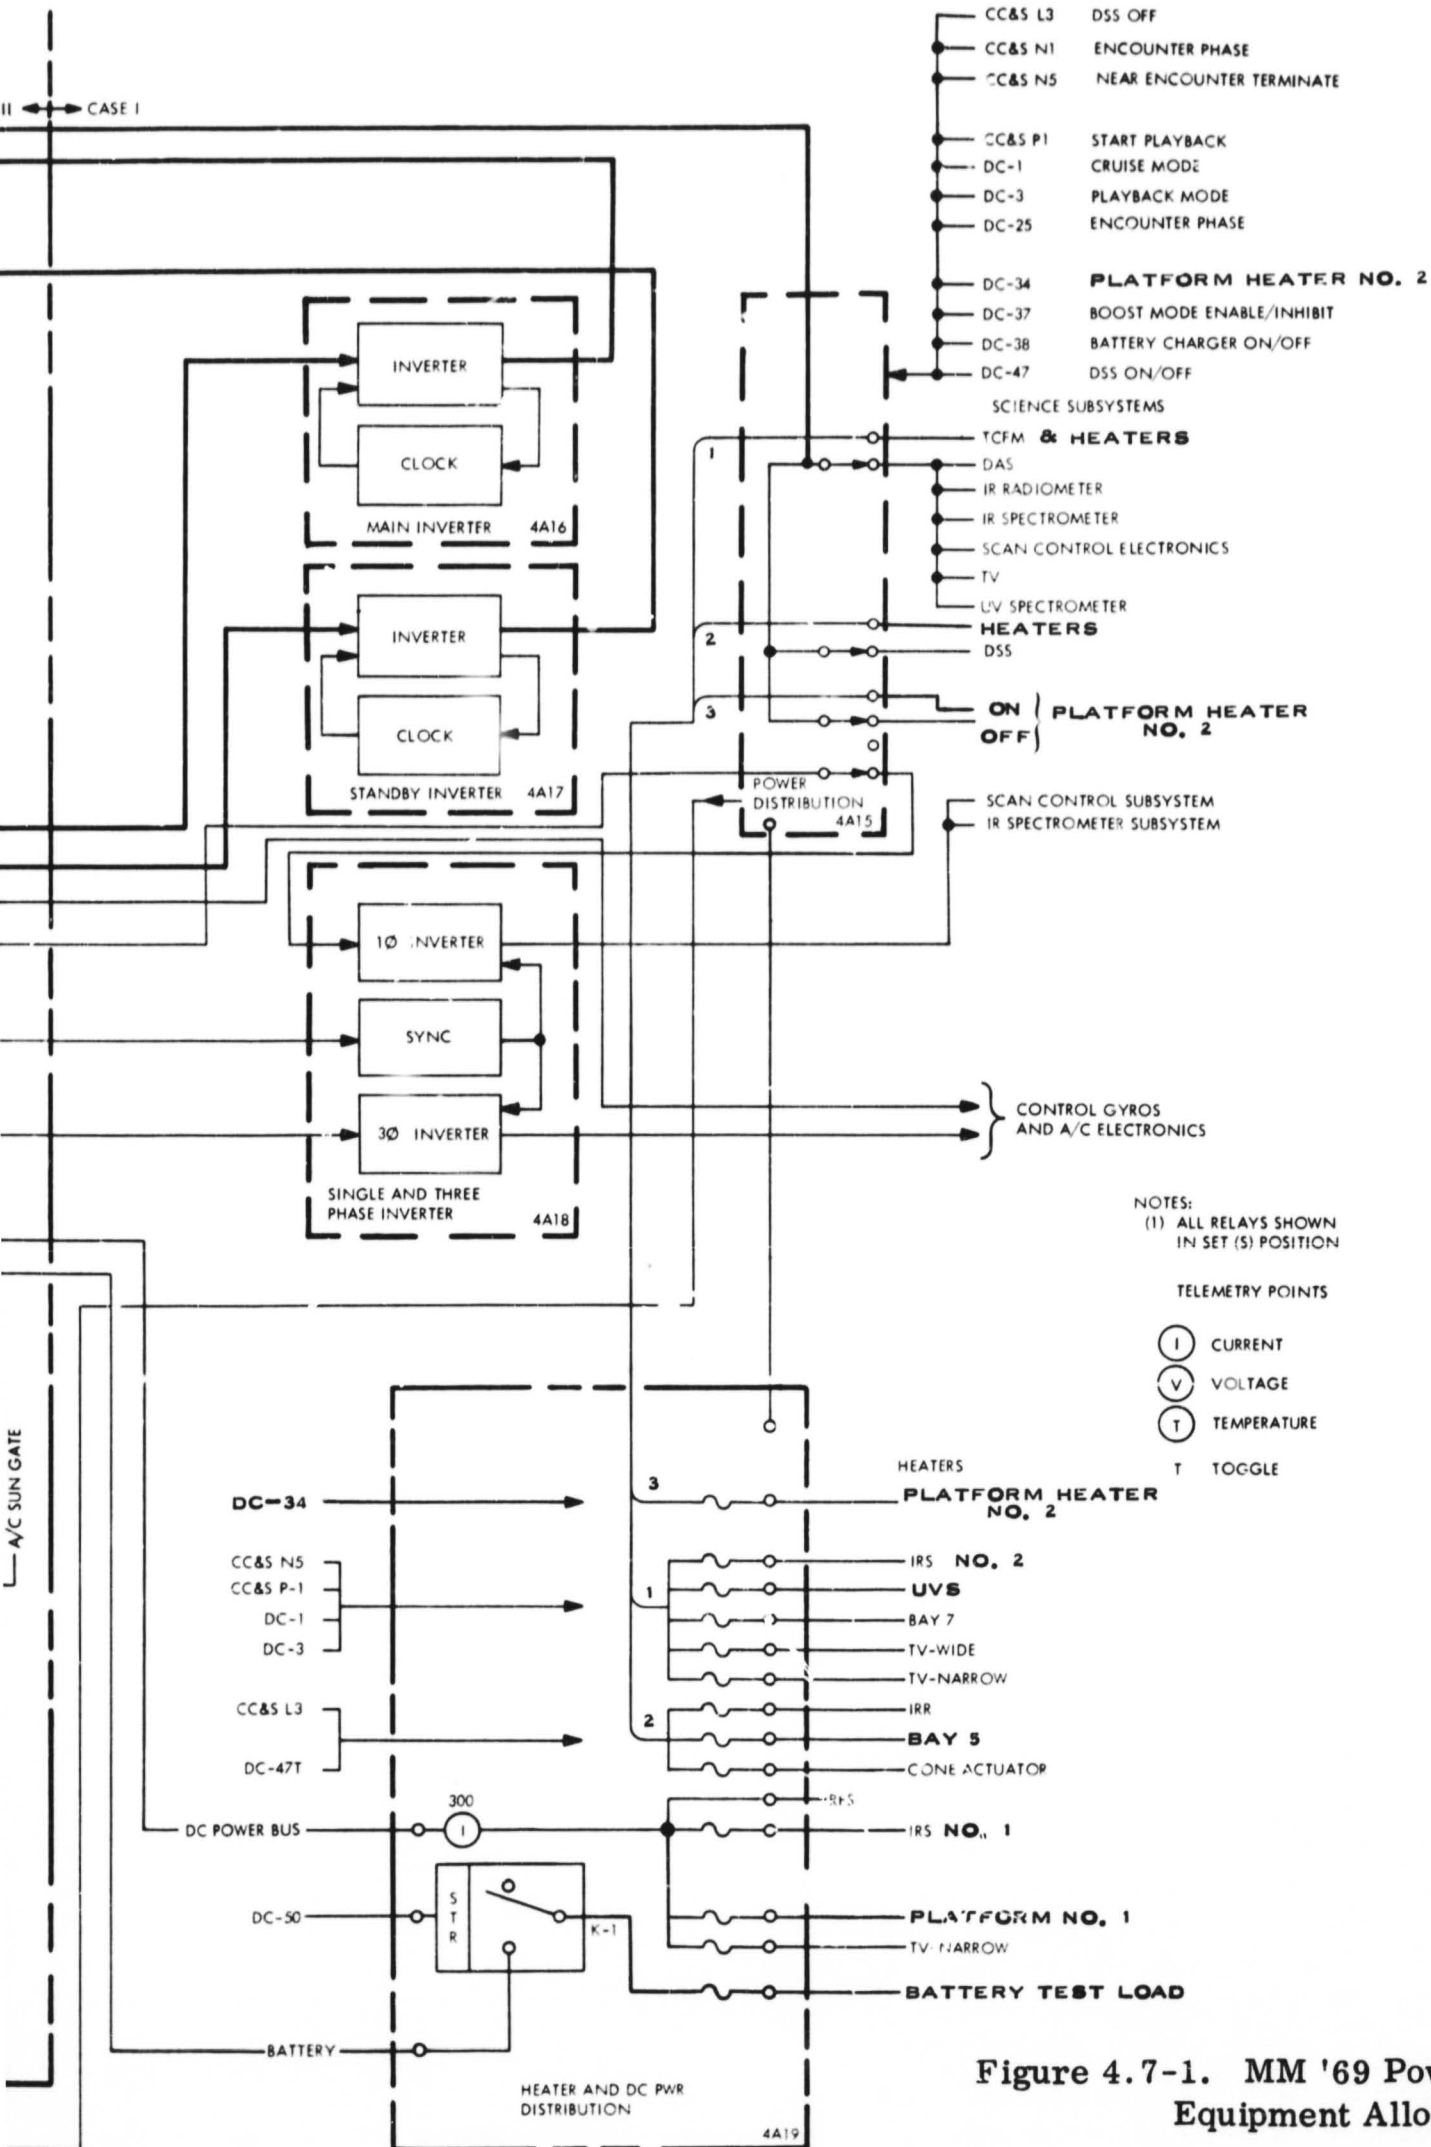 CC&S L3 DSS OFF
CC&S N1 ENCOUNTER PHASE
CC&S N5 NEAR ENCOUNTER TERMINATE
II CASE I
CC&S P1 START PLAYBACK
DC-1 CRUISE MODE
DC-3 PLAYBACK MODE
DC-25 ENCOUNTER PHASE
DC-34 PLATFORM HEATER NO. 2
DC-37 BOOST MODE ENABLE/INHIBIT
DC-38 BATTERY CHARGER ON/OFF
DC-47 DSS ON/OFF
SCIENCE SUBSYSTEMS
TCFM & HEATERS
DAS
IR RADIOMETER
IR SPECTROMETER
SCAN CONTROL ELECTRONICS
TV
UV SPECTROMETER
HEATERS
DSS
ON
OFF
PLATFORM HEATER
NO. 2
1
2
3
POWER
DISTRIBUTION
4A15
SCAN CONTROL SUBSYSTEM
IR SPECTROMETER SUBSYSTEM
INVERTER
CLOCK
MAIN INVERTER 4A16
INVERTER
CLOCK
STANDBY INVERTER 4A17
1Ø INVERTER
SYNC
3Ø INVERTER
SINGLE AND THREE
PHASE INVERTER
4A18
CONTROL GYROS
AND A/C ELECTRONICS
NOTES:
(1) ALL RELAYS SHOWN
IN SET (S) POSITION
TELEMETRY POINTS
I CURRENT
V VOLTAGE
T TEMPERATURE
T TOGGLE
A/C SUN GATE
HEATERS
DC-34
3
PLATFORM HEATER
NO. 2
CC&S N5
CC&S P-1
DC-1
DC-3
1
IRS NO. 2
UVS
BAY 7
TV-WIDE
TV-NARROW
CC&S L3
DC-47T
2
IRR
BAY 5
CONE ACTUATOR
RFS
300
DC POWER BUS
I
IRS NO. 1
DC-50
S
T
R
K-1
PLATFORM NO. 1
TV-NARROW
BATTERY TEST LOAD
BATTERY
HEATER AND DC PWR
DISTRIBUTION
4A19
Figure 4.7-1. MM '69 Pow
Equipment Allo